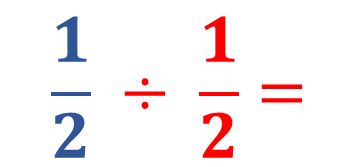 1/2 ÷ 1/2 =